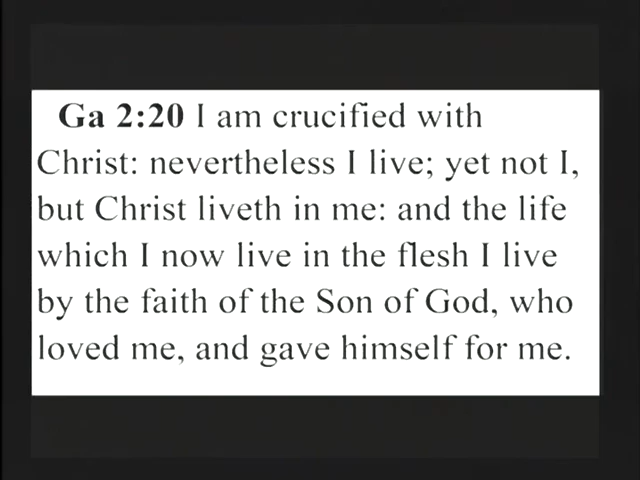 Ga 2:20 I am crucified with
Christ: nevertheless I live; yet not I,
but Christ liveth in me: and the life
which I now live in the flesh I live
by the faith of the Son of God, who
loved me, and gave himself for me.